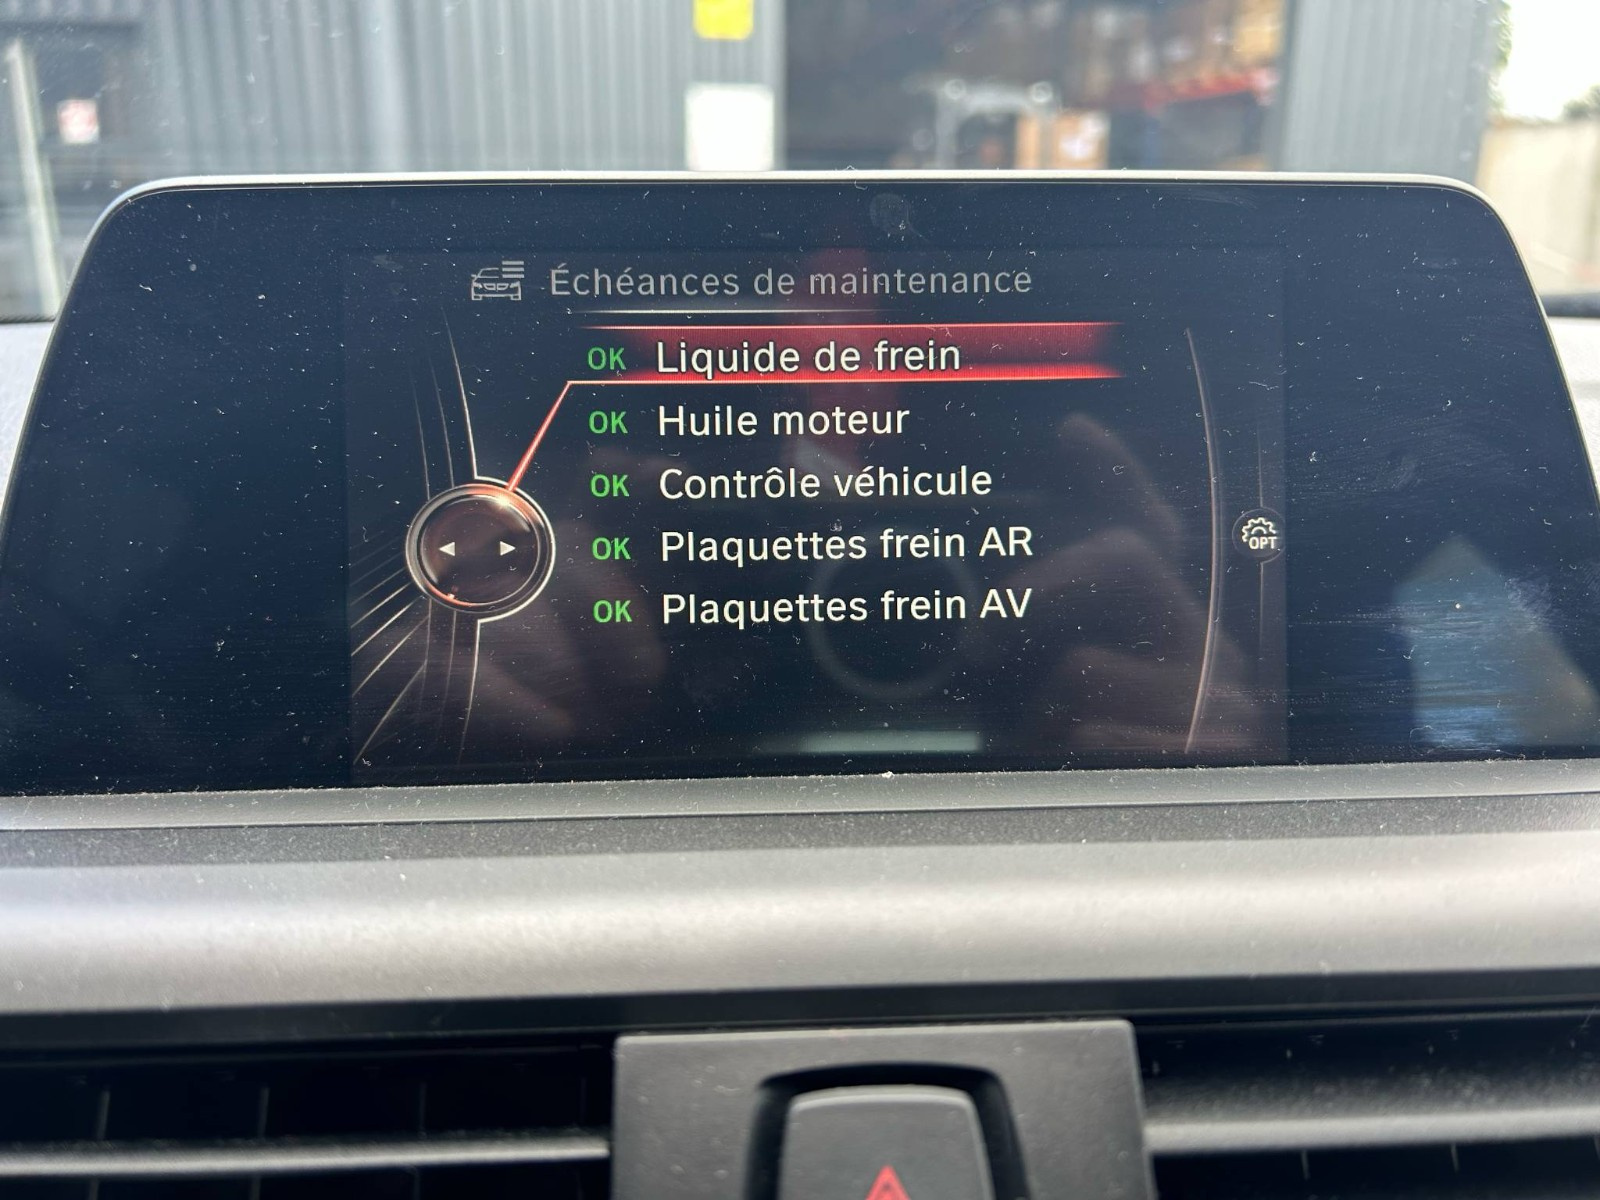 Échéances de maintenance
OK Liquide de frein
OK Huile moteur
OK Contrôle véhicule
OK Plaquettes frein AR
OPT
OK Plaquettes frein AV